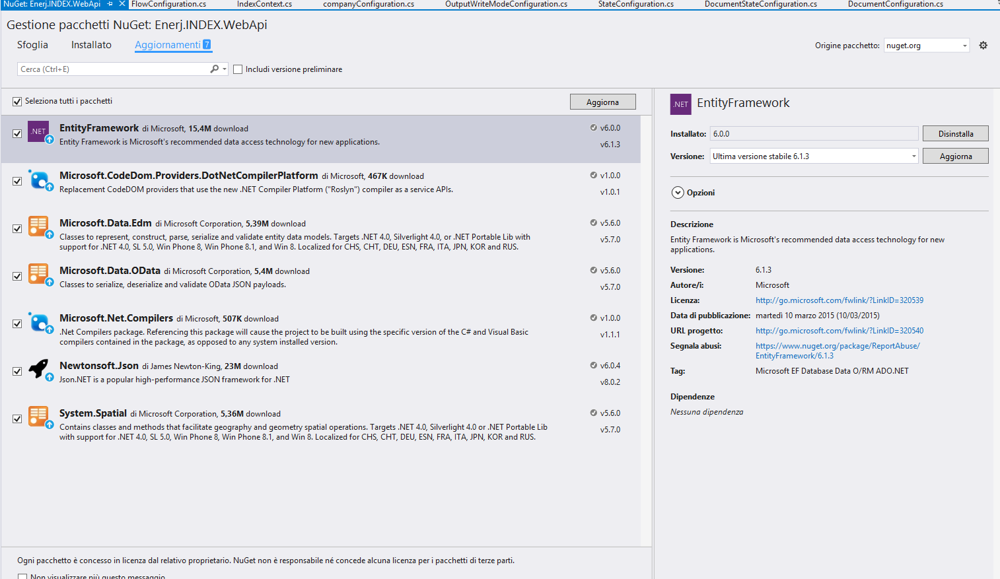 NuGet: Enerj.INDEX.WebApi
FlowConfiguration.cs
IndexContext.cs
companyConfiguration.cs
OutputWriteModeConfiguration.cs
StateConfiguration.cs
DocumentStateConfiguration.cs
DocumentConfiguration.cs
Gestione pacchetti NuGet: Enerj.INDEX.WebApi
Sfoglia
Installato
Aggiornamenti 7
Origine pacchetto: nuget.org
Cerca (Ctrl+E)
Includi versione preliminare
Seleziona tutti i pacchetti
Aggiorna
.NET
EntityFramework di Microsoft, 15,4M download
v6.0.0
Entity Framework is Microsoft's recommended data access technology for new applications.
v6.1.3
Microsoft.CodeDom.Providers.DotNetCompilerPlatform di Microsoft, 467K download
v1.0.0
Replacement CodeDOM providers that use the new .NET Compiler Platform ("Roslyn") compiler as a service APIs.
v1.0.1
Microsoft.Data.Edm di Microsoft Corporation, 5,39M download
v5.6.0
Classes to represent, construct, parse, serialize and validate entity data models. Targets .NET 4.0, Silverlight 4.0, or .NET Portable Lib with
support for .NET 4.0, SL 5.0, Win Phone 8, Win Phone 8.1, and Win 8. Localized for CHS, CHT, DEU, ESN, FRA, ITA, JPN, KOR and RUS.
v5.7.0
Microsoft.Data.OData di Microsoft Corporation, 5,4M download
v5.6.0
Classes to serialize, deserialize and validate OData JSON payloads.
v5.7.0
Microsoft.Net.Compilers di Microsoft, 507K download
v1.0.0
.Net Compilers package. Referencing this package will cause the project to be built using the specific version of the C# and Visual Basic
compilers contained in the package, as opposed to any system installed version.
v1.1.1
Newtonsoft.Json di James Newton-King, 23M download
v6.0.4
Json.NET is a popular high-performance JSON framework for .NET
v8.0.2
System.Spatial di Microsoft Corporation, 5,36M download
v5.6.0
Contains classes and methods that facilitate geography and geometry spatial operations. Targets .NET 4.0, Silverlight 4.0 or .NET Portable Lib
with support for .NET 4.0, SL 5.0, Win Phone 8, Win Phone 8.1, and Win 8. Localized for CHS, CHT, DEU, ESN, FRA, ITA, JPN, KOR and RUS.
v5.7.0
Ogni pacchetto è concesso in licenza dal relativo proprietario. NuGet non è responsabile né concede alcuna licenza per i pacchetti di terze parti.
Non visualizzare più questo messaggio
.NET
EntityFramework
Installato: 6.0.0
Disinstalla
Versione: Ultima versione stabile 6.1.3
Aggiorna
Opzioni
Descrizione
Entity Framework is Microsoft's recommended data access technology for new
applications.
Versione: 6.1.3
Autore/i: Microsoft
Licenza: http://go.microsoft.com/fwlink/?LinkID=320539
Data di pubblicazione: martedì 10 marzo 2015 (10/03/2015)
URL progetto: http://go.microsoft.com/fwlink/?LinkID=320540
Segnala abusi: https://www.nuget.org/package/ReportAbuse/
EntityFramework/6.1.3
Tag: Microsoft EF Database Data O/RM ADO.NET
Dipendenze
Nessuna dipendenza